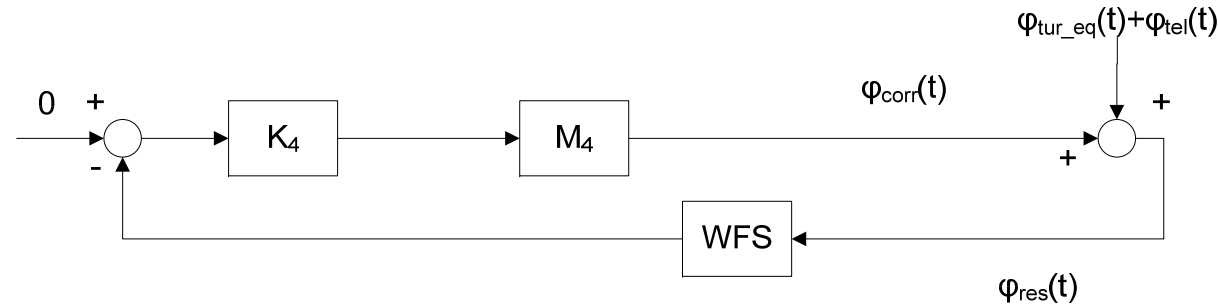 φtur_eq(t)+φtel(t)
0 +
φcorr(t)
+
K4
M4
-
+
WFS
φres(t)